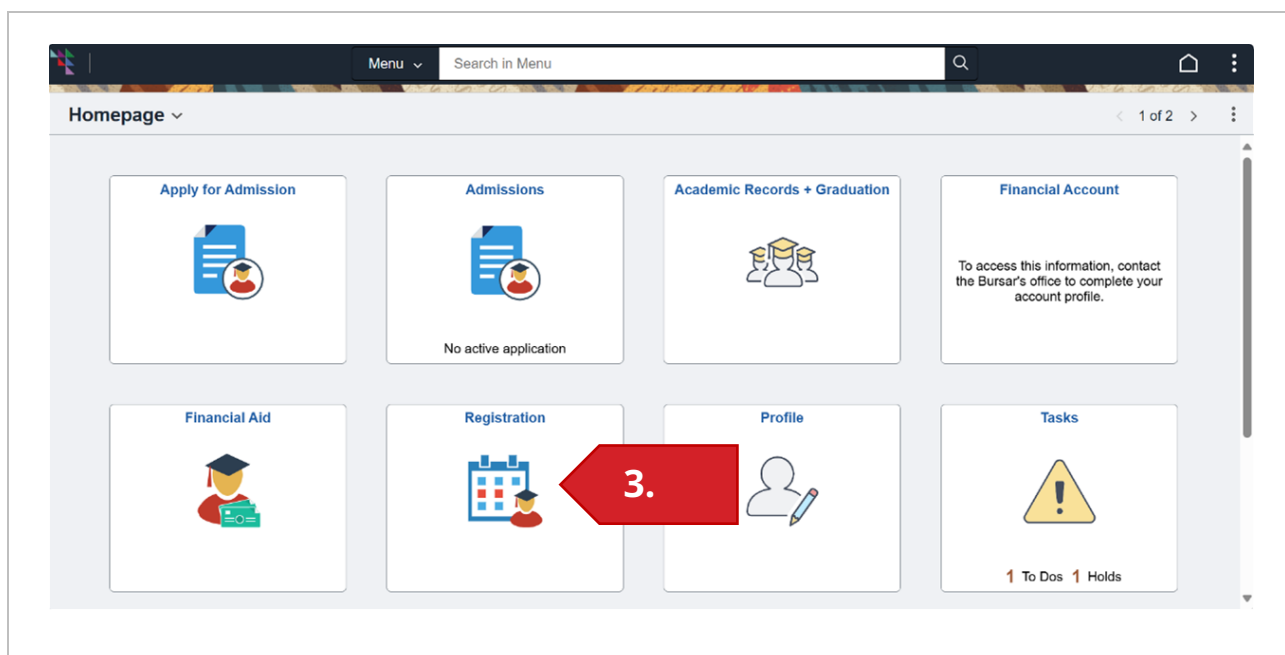 Menu
Search in Menu
Homepage
1 of 2
Apply for Admission
Admissions
No active application
Academic Records + Graduation
Financial Account
To access this information, contact
the Bursar's office to complete your
account profile.
Financial Aid
Registration
3.
Profile
Tasks
1 To Dos 1 Holds